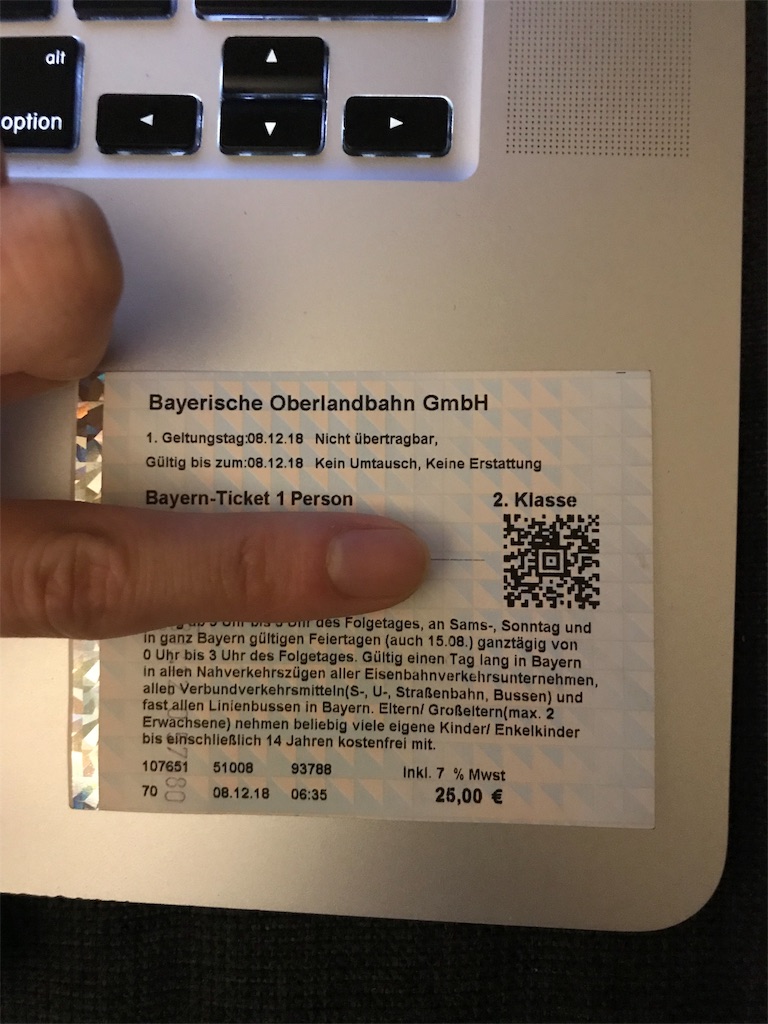 alt
option
Bayerische Oberlandbahn GmbH
1. Geltungstag:08.12.18 Nicht übertragbar,
Gültig bis zum:08.12.18 Kein Umtausch, Keine Erstattung
Bayern-Ticket 1 Person 2. Klasse
ab 9 Uhr bis 3 Uhr des Folgetages, an Sams-, Sonntag und
in ganz Bayern gültigen Feiertagen (auch 15.08.) ganztägig von
0 Uhr bis 3 Uhr des Folgetages. Gültig einen Tag lang in Bayern
in allen Nahverkehrszügen aller Eisenbahnverkehrsunternehmen,
allen Verbundverkehrsmitteln(S-, U-, Straßenbahn, Bussen) und
fast allen Linienbussen in Bayern. Eltern/ Großeltern(max. 2
Erwachsene) nehmen beliebig viele eigene Kinder/ Enkelkinder
bis einschließlich 14 Jahren kostenfrei mit.
107651 51008 93788 Inkl. 7 % Mwst
70 08.12.18 06:35 25,00 €